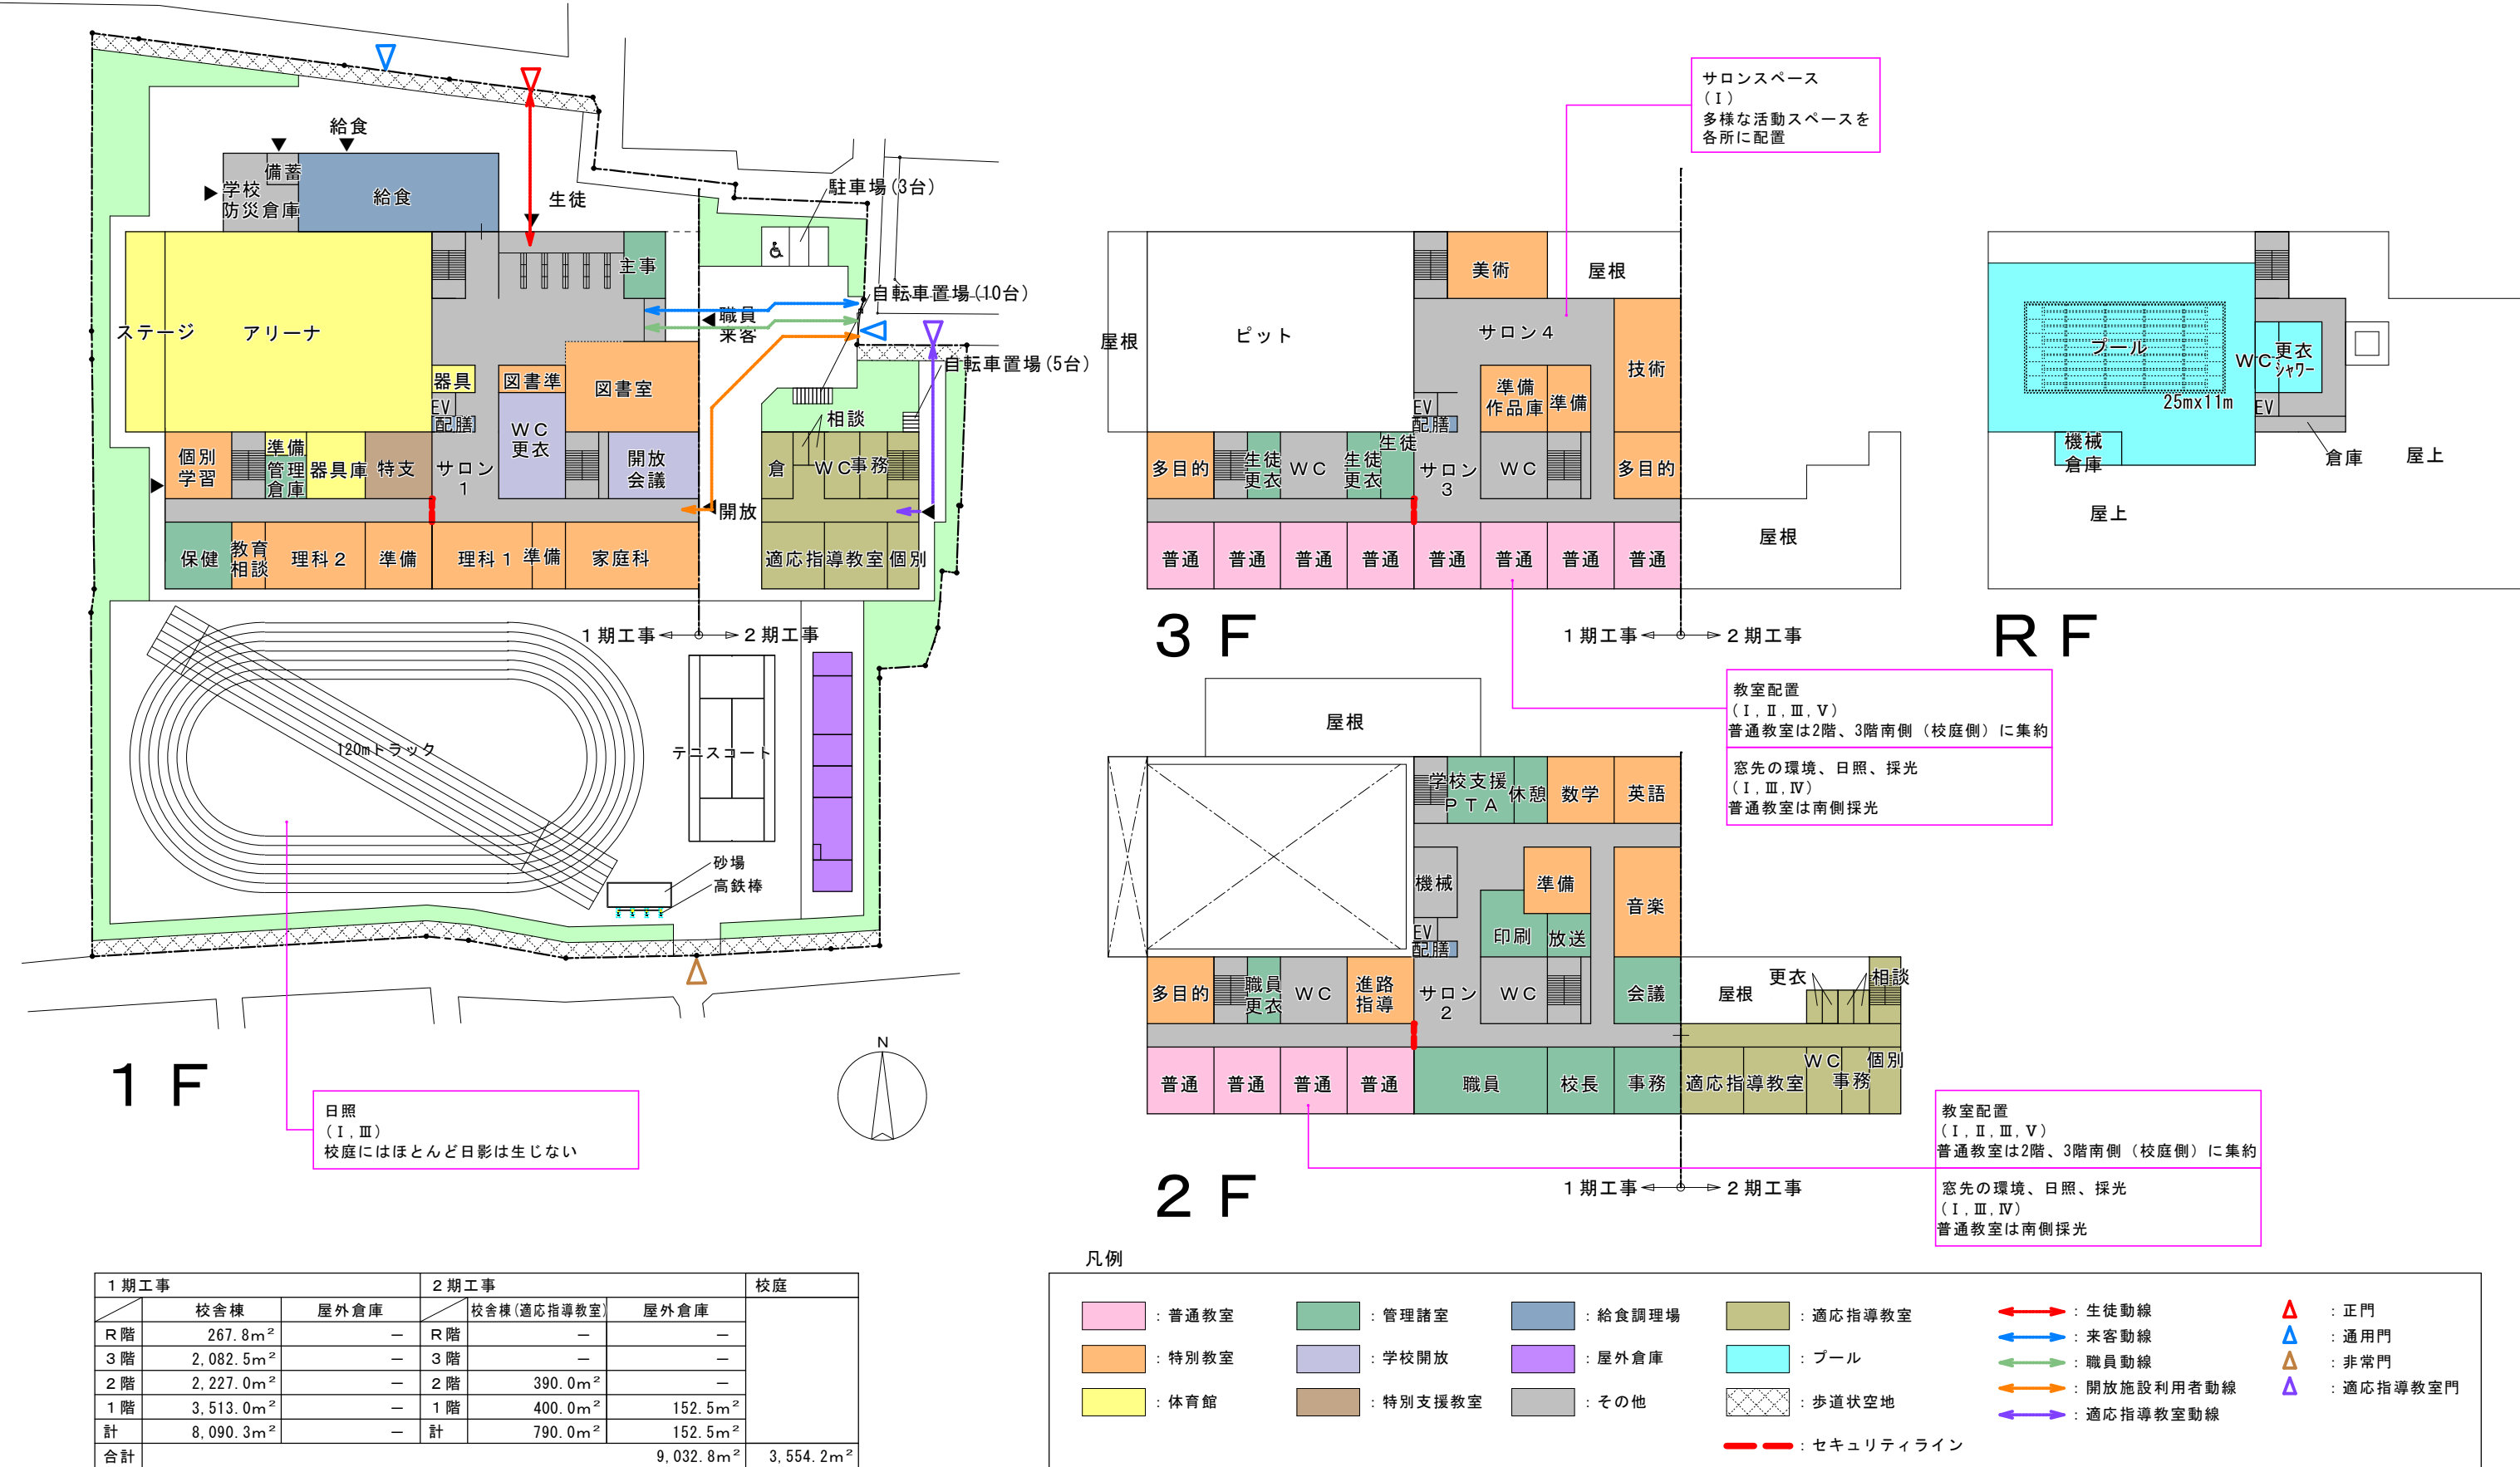 給食
備蓄
学校
防災倉庫
給食
生徒
駐車場(3台)
主事
自転車置場(10台)
職員
来客
ステージ
アリーナ
自転車置場(5台)
器具
図書準
図書室
EV
配膳
WC
更衣
相談
個別
学習
準備
管理
倉庫
器具庫
特支
サロン
1
開放
会議
倉
WC
事務
開放
保健
教育
相談
理科2
準備
理科1
準備
家庭科
適応指導教室
個別
1期工事
2期工事
120mトラック
テニスコート
砂場
高鉄棒
N
1F
日照
(Ⅰ,Ⅲ)
校庭にはほとんど日影は生じない
サロンスペース
(Ⅰ)
多様な活動スペースを
各所に配置
美術
屋根
屋根
ピット
サロン4
技術
準備
作品庫
準備
EV
配膳
多目的
生徒
更衣
WC
生徒
更衣
生徒
サロン
3
WC
多目的
普通
普通
普通
普通
普通
普通
普通
普通
屋根
3F
1期工事
2期工事
プール
25mx11m
WC
更衣
シャワー
EV
機械
倉庫
倉庫
屋上
屋上
RF
教室配置
(Ⅰ,Ⅱ,Ⅲ,Ⅴ)
普通教室は2階、3階南側（校庭側）に集約
窓先の環境、日照、採光
(Ⅰ,Ⅲ,Ⅳ)
普通教室は南側採光
屋根
学校支援
PTA
休憩
数学
英語
機械
準備
音楽
印刷
放送
EV
配膳
多目的
職員
更衣
WC
進路
指導
サロン
2
WC
会議
屋根
更衣
相談
普通
普通
普通
普通
職員
校長
事務
適応指導教室
WC
事務
個別
2F
1期工事
2期工事
教室配置
(Ⅰ,Ⅱ,Ⅲ,Ⅴ)
普通教室は2階、3階南側（校庭側）に集約
窓先の環境、日照、採光
(Ⅰ,Ⅲ,Ⅳ)
普通教室は南側採光
1期工事 2期工事 校庭
校舎棟 屋外倉庫 校舎棟(適応指導教室) 屋外倉庫
R階 267.8m² － R階 － －
3階 2,082.5m² － 3階 － －
2階 2,227.0m² － 2階 390.0m² －
1階 3,513.0m² － 1階 400.0m² 152.5m²
計 8,090.3m² － 計 790.0m² 152.5m²
合計 9,032.8m² 3,554.2m²
凡例
：普通教室 ：管理諸室 ：給食調理場 ：適応指導教室 ：生徒動線 ：正門
：来客動線 ：通用門
：特別教室 ：学校開放 ：屋外倉庫 ：プール ：職員動線 ：非常門
：開放施設利用者動線 ：適応指導教室門
：体育館 ：特別支援教室 ：その他 ：歩道状空地 ：適応指導教室動線
：セキュリティライン